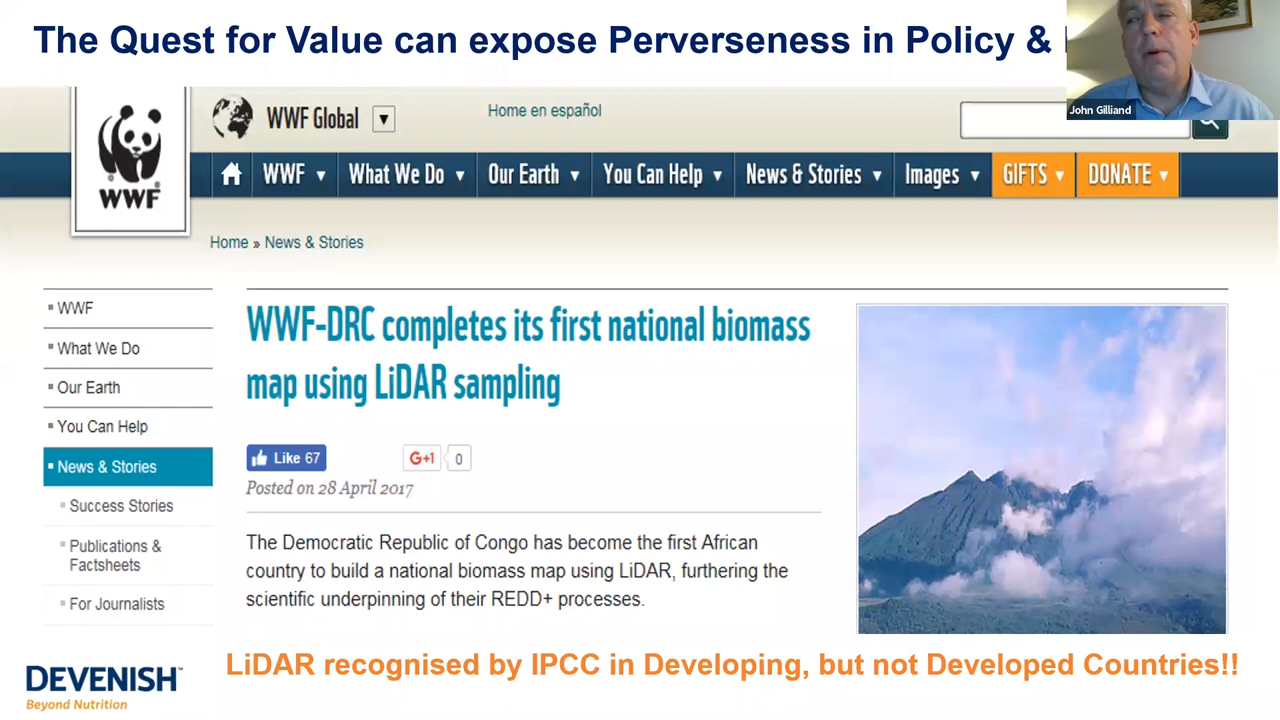 The Quest for Value can expose Perverseness in Policy &
John Gilliand
WWF
WWF Global
Home en español
WWF
What We Do
Our Earth
You Can Help
News & Stories
Images
GIFTS
DONATE
Home » News & Stories
WWF
What We Do
Our Earth
You Can Help
News & Stories
Success Stories
Publications &
Factsheets
For Journalists
WWF-DRC completes its first national biomass
map using LiDAR sampling
Like 67
G+1 0
Posted on 28 April 2017
The Democratic Republic of Congo has become the first African
country to build a national biomass map using LiDAR, furthering the
scientific underpinning of their REDD+ processes.
LiDAR recognised by IPCC in Developing, but not Developed Countries!!
DEVENISH™
Beyond Nutrition